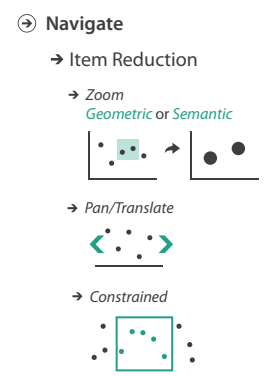 Navigate
Item Reduction
Zoom
Geometric or Semantic
Pan/Translate
Constrained